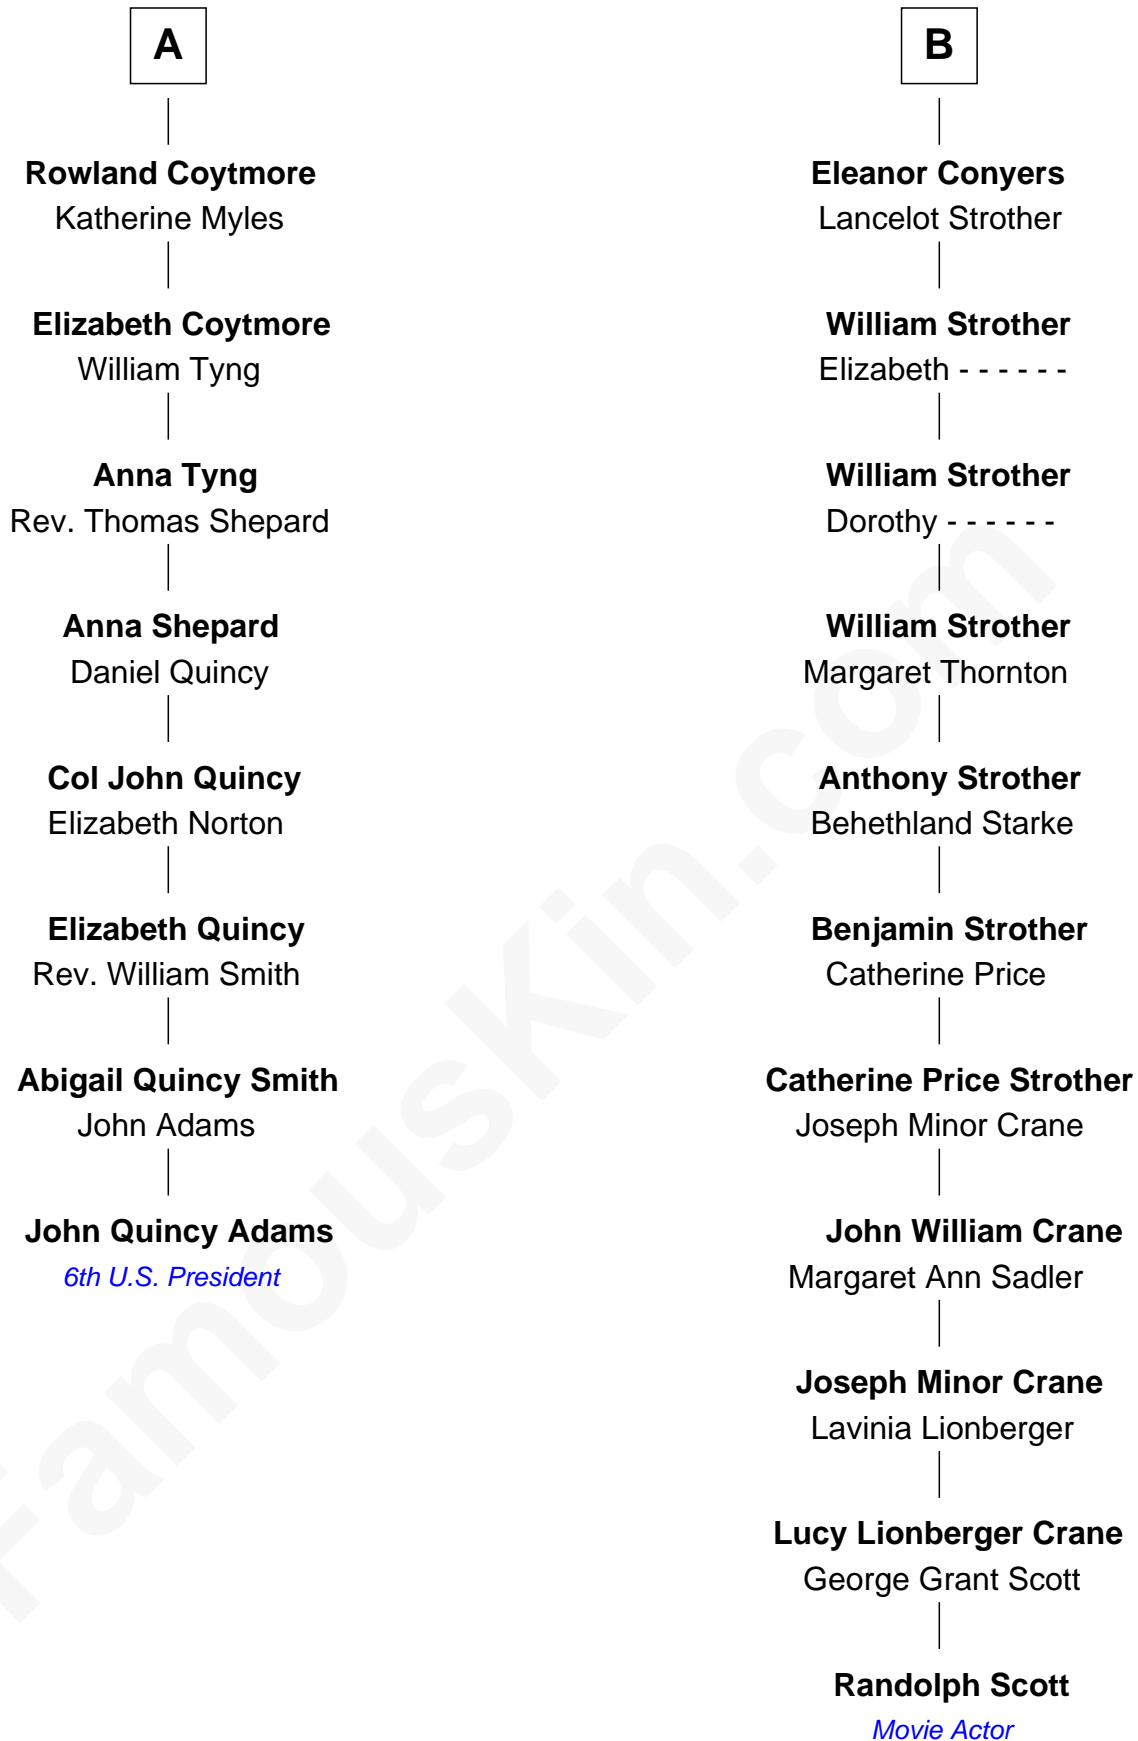 A
Rowland Coytmore
Katherine Myles
Elizabeth Coytmore
William Tyng
Anna Tyng
Rev. Thomas Shepard
Anna Shepard
Daniel Quincy
Col John Quincy
Elizabeth Norton
Elizabeth Quincy
Rev. William Smith
Abigail Quincy Smith
John Adams
John Quincy Adams
6th U.S. President
B
Eleanor Conyers
Lancelot Strother
William Strother
Elizabeth - - - - - -
William Strother
Dorothy - - - - - -
William Strother
Margaret Thornton
Anthony Strother
Behethland Starke
Benjamin Strother
Catherine Price
Catherine Price Strother
Joseph Minor Crane
John William Crane
Margaret Ann Sadler
Joseph Minor Crane
Lavinia Lionberger
Lucy Lionberger Crane
George Grant Scott
Randolph Scott
Movie Actor
FamousKin.com